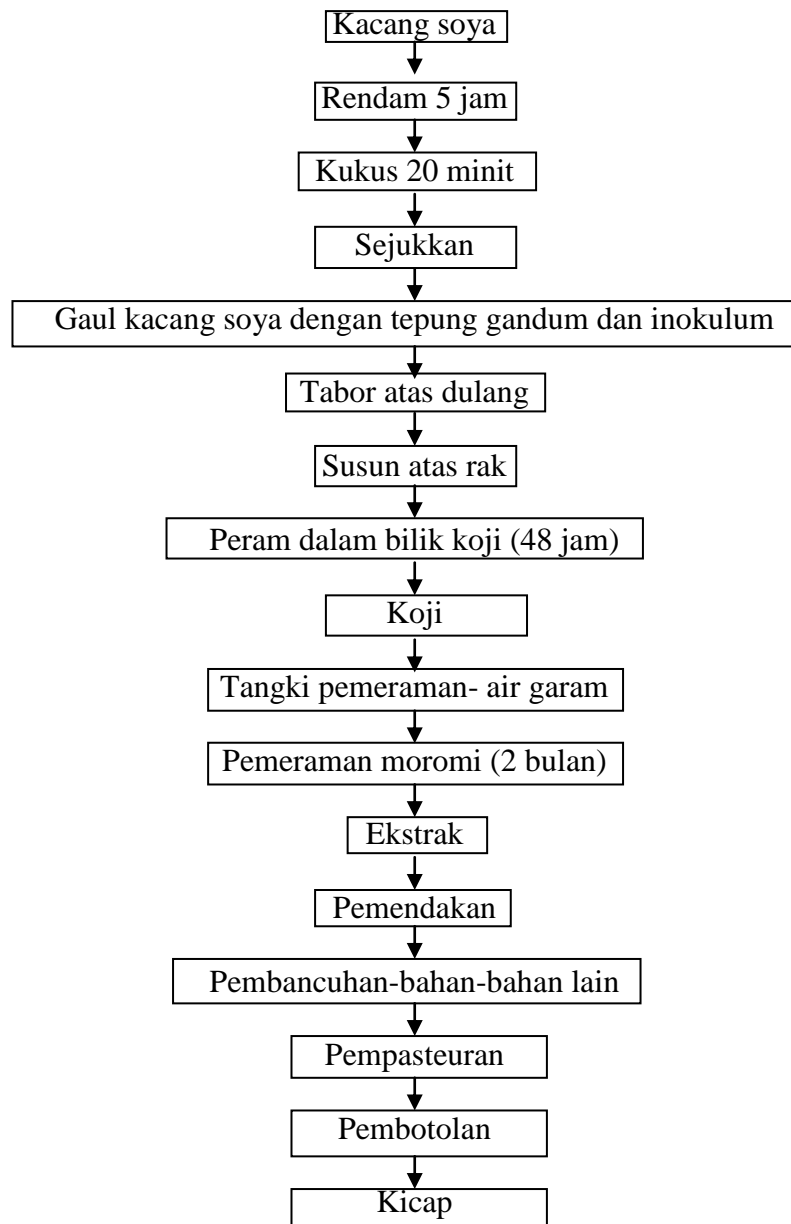 Kacang soya
Rendam 5 jam
Kukus 20 minit
Sejukkan
Gaul kacang soya dengan tepung gandum dan inokulum
Tabor atas dulang
Susun atas rak
Peram dalam bilik koji (48 jam)
Koji
Tangki pemeraman- air garam
Pemeraman moromi (2 bulan)
Ekstrak
Pemendakan
Pembancuhan-bahan-bahan lain
Pempasteuran
Pembotolan
Kicap